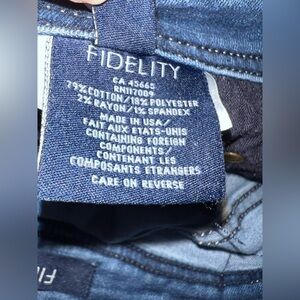 FIDELITY
CA 45665
RN117009
79% COTTON/18% POLYESTER
2% RAYON/1% SPANDEX
MADE IN USA/
FAIT AUX ETATS-UNIS
CONTAINING FOREIGN
COMPONENTS/
CONTENANT LES
COMPOSANTS ETRANGERS
CARE ON REVERSE
FI